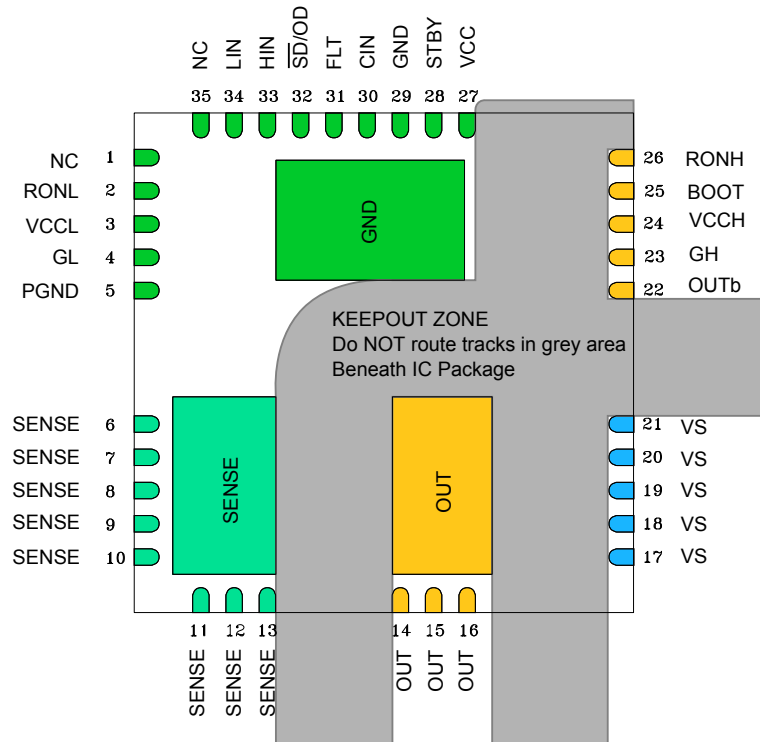 NC LIN HIN SD/OD FLT CIN GND STBY VCC
35 34 33 32 31 30 29 28 27
NC 1
RONL 2
VCCL 3
GL 4
PGND 5
26 RONH
25 BOOT
24 VCCH
23 GH
22 OUTb
GND
KEEPOUT ZONE
Do NOT route tracks in grey area
Beneath IC Package
SENSE 6
SENSE 7
SENSE 8
SENSE 9
SENSE 10
SENSE
OUT
21 VS
20 VS
19 VS
18 VS
17 VS
11 12 13 14 15 16
SENSE SENSE SENSE OUT OUT OUT